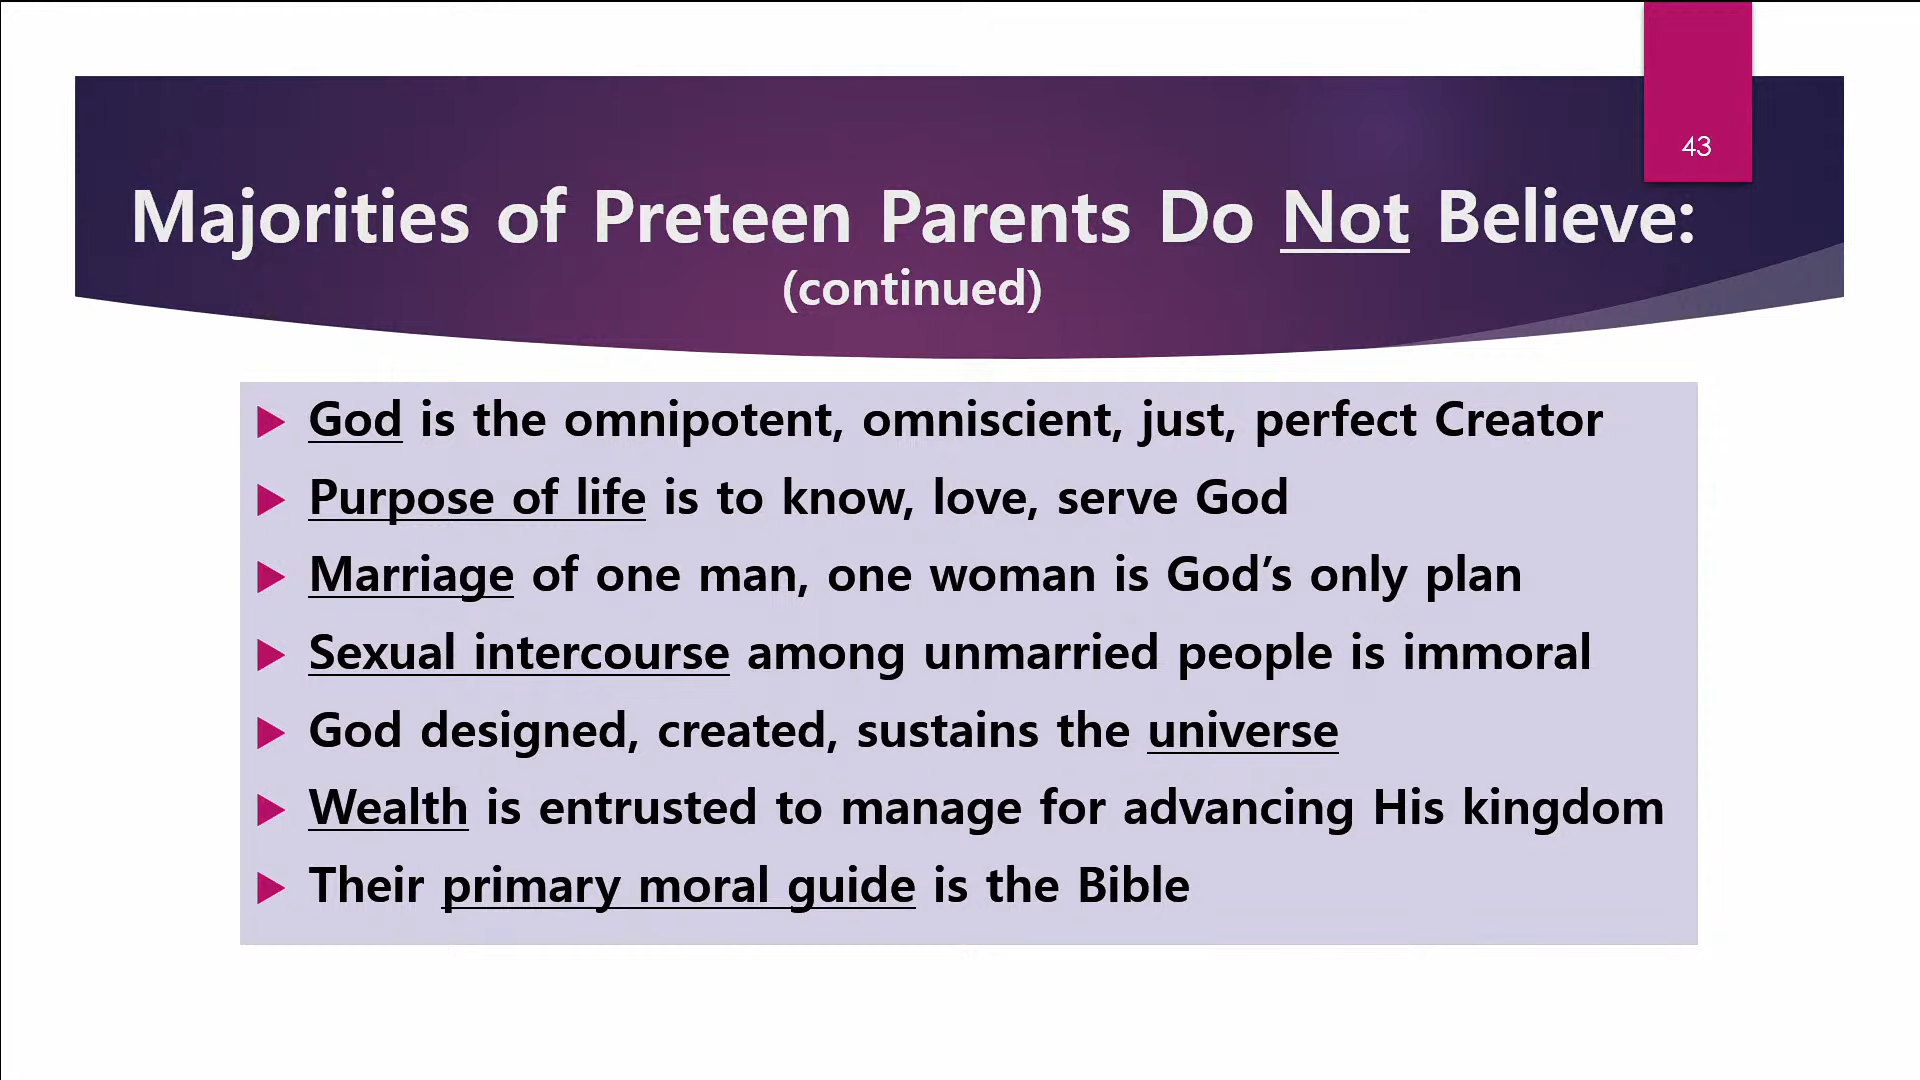 43
Majorities of Preteen Parents Do Not Believe:
(continued)
God is the omnipotent, omniscient, just, perfect Creator
Purpose of life is to know, love, serve God
Marriage of one man, one woman is God’s only plan
Sexual intercourse among unmarried people is immoral
God designed, created, sustains the universe
Wealth is entrusted to manage for advancing His kingdom
Their primary moral guide is the Bible